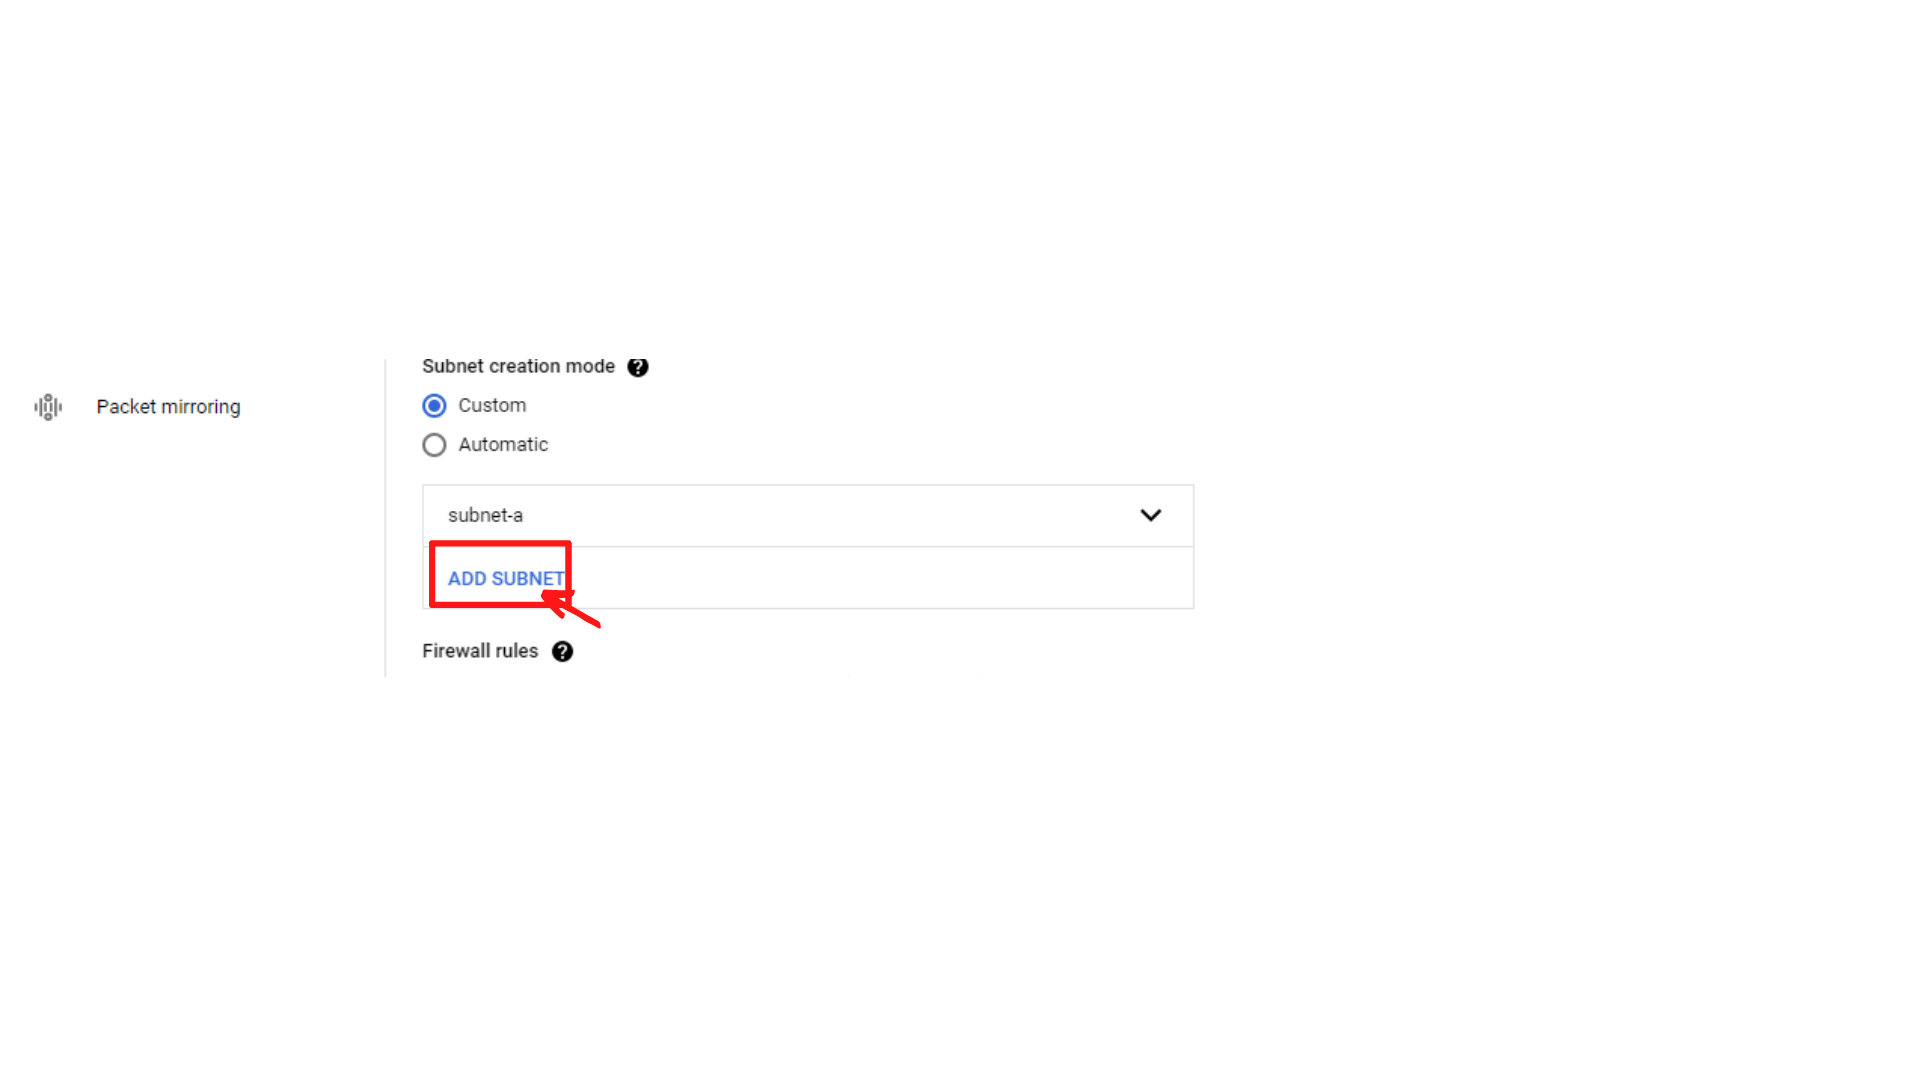 Subnet creation mode
Packet mirroring
Custom
Automatic
subnet-a
ADD SUBNET
Firewall rules